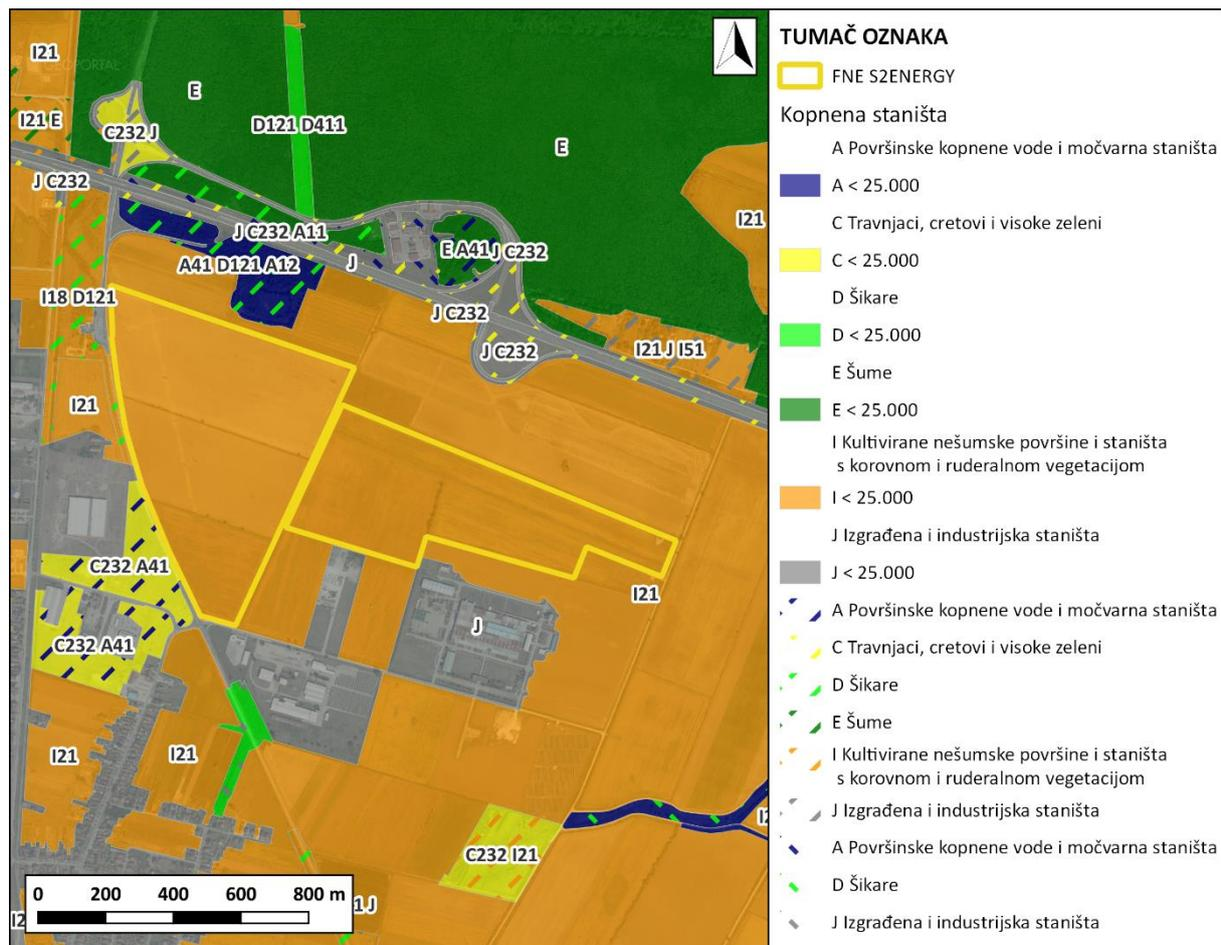 I21
GEOPORTAL
E
I21 E
C232 J
D121 D411
E
J C232
I21
J C232 A11
E A41
J C232
A41 D121 A12
J
I18 D121
J C232
J C232
I21 J I51
I21
C232 A41
I21
J
C232 A41
I21
I21
C232 I21
0 200 400 600 800 m
TUMAČ OZNAKA
FNE S2ENERGY
Kopnena staništa
A Površinske kopnene vode i močvarna staništa
A < 25.000
C Travnjaci, cretovi i visoke zeleni
C < 25.000
D Šikare
D < 25.000
E Šume
E < 25.000
I Kultivirane nešumske površine i staništa
s korovnom i ruderalnom vegetacijom
I < 25.000
J Izgrađena i industrijska staništa
J < 25.000
A Površinske kopnene vode i močvarna staništa
C Travnjaci, cretovi i visoke zeleni
D Šikare
E Šume
I Kultivirane nešumske površine i staništa
s korovnom i ruderalnom vegetacijom
J Izgrađena i industrijska staništa
A Površinske kopnene vode i močvarna staništa
D Šikare
J Izgrađena i industrijska staništa